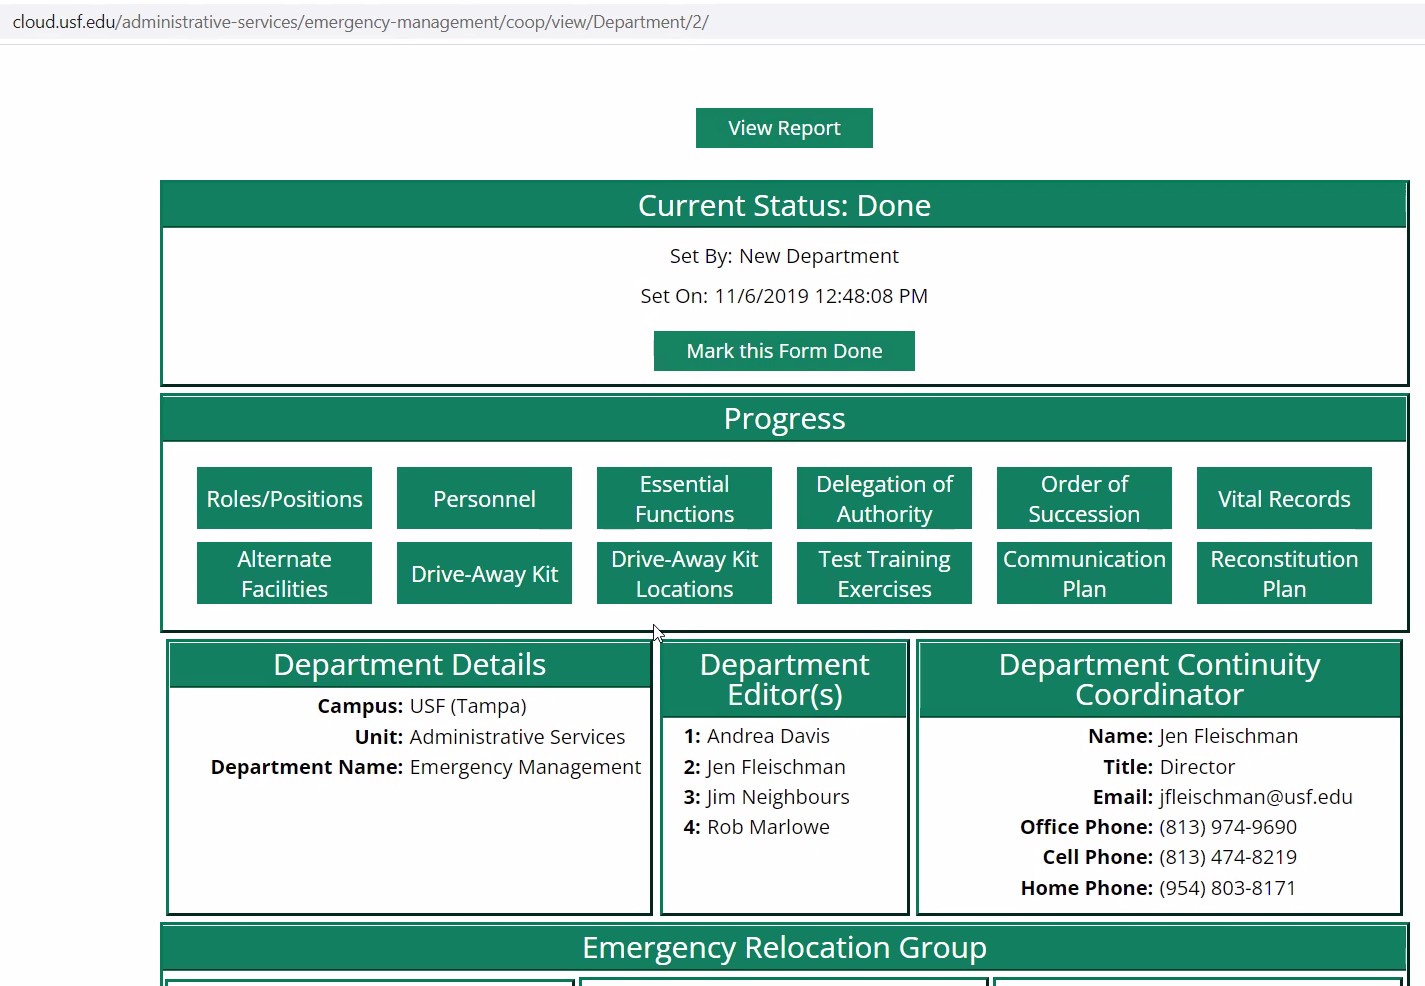 cloud.usf.edu/administrative-services/emergency-management/coop/view/Department/2/
View Report
Current Status: Done
Set By: New Department
Set On: 11/6/2019 12:48:08 PM
Mark this Form Done
Progress
Roles/Positions
Personnel
Essential
Functions
Delegation of
Authority
Order of
Succession
Vital Records
Alternate
Facilities
Drive-Away Kit
Drive-Away Kit
Locations
Test Training
Exercises
Communication
Plan
Reconstitution
Plan
Department Details
Campus: USF (Tampa)
Unit: Administrative Services
Department Name: Emergency Management
Department
Editor(s)
1: Andrea Davis
2: Jen Fleischman
3: Jim Neighbours
4: Rob Marlowe
Department Continuity
Coordinator
Name: Jen Fleischman
Title: Director
Email: jfleischman@usf.edu
Office Phone: (813) 974-9690
Cell Phone: (813) 474-8219
Home Phone: (954) 803-8171
Emergency Relocation Group